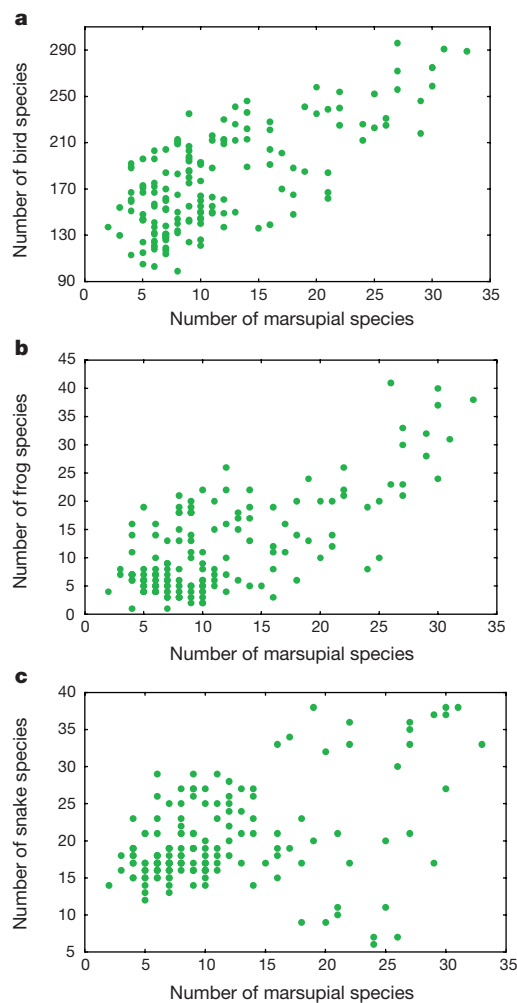 a
290
250
210
170
130
90
Number of bird species
0 5 10 15 20 25 30 35
Number of marsupial species
b
45
40
35
30
25
20
15
10
5
0
Number of frog species
0 5 10 15 20 25 30 35
Number of marsupial species
c
40
35
30
25
20
15
10
5
Number of snake species
0 5 10 15 20 25 30 35
Number of marsupial species